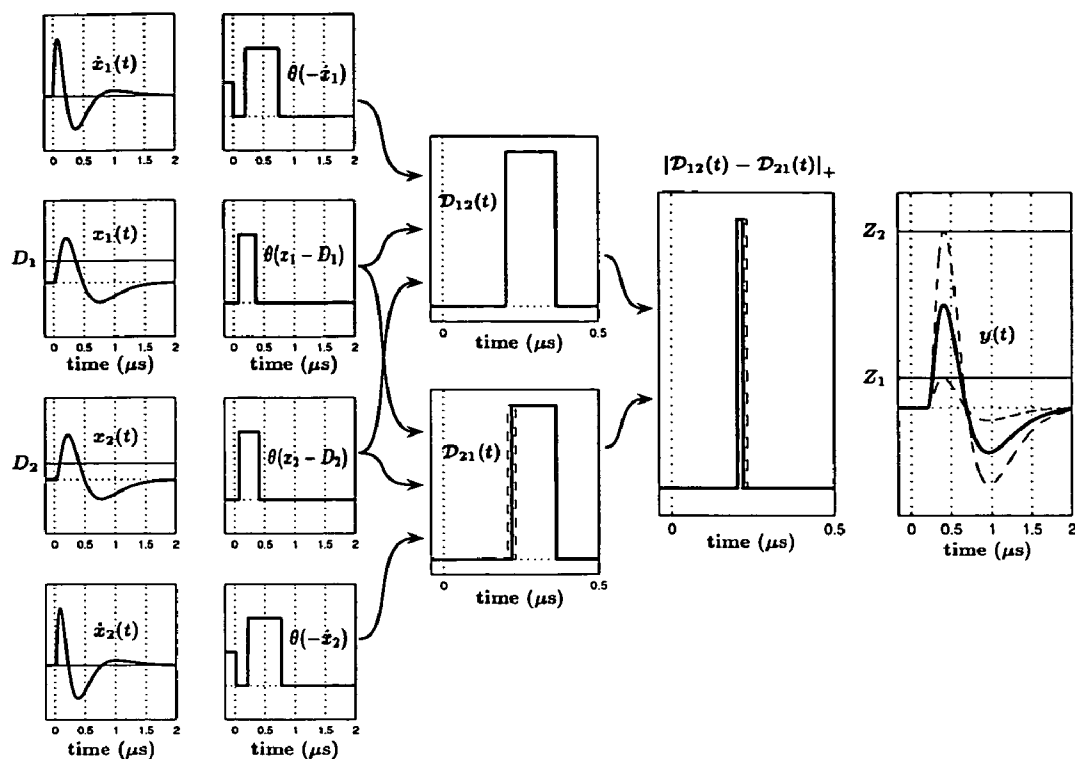 ẋ₁(t)
0 0.5 1 1.5 2
θ(-ẋ₁)
0 0.5 1 1.5 2
D₁
x₁(t)
0 0.5 1 1.5 2
time (μs)
θ(x₁ - D₁)
0 0.5 1 1.5 2
time (μs)
D₂
x₂(t)
0 0.5 1 1.5 2
time (μs)
θ(x₂ - D₂)
0 0.5 1 1.5 2
time (μs)
ẋ₂(t)
0 0.5 1 1.5 2
time (μs)
θ(-ẋ₂)
0 0.5 1 1.5 2
time (μs)
𝒟₁₂(t)
0 0.5
time (μs)
𝒟₂₁(t)
0 0.5
time (μs)
|𝒟₁₂(t) - 𝒟₂₁(t)|₊
0 0.5
time (μs)
Z₂
y(t)
Z₁
0 0.5 1 1.5 2
time (μs)